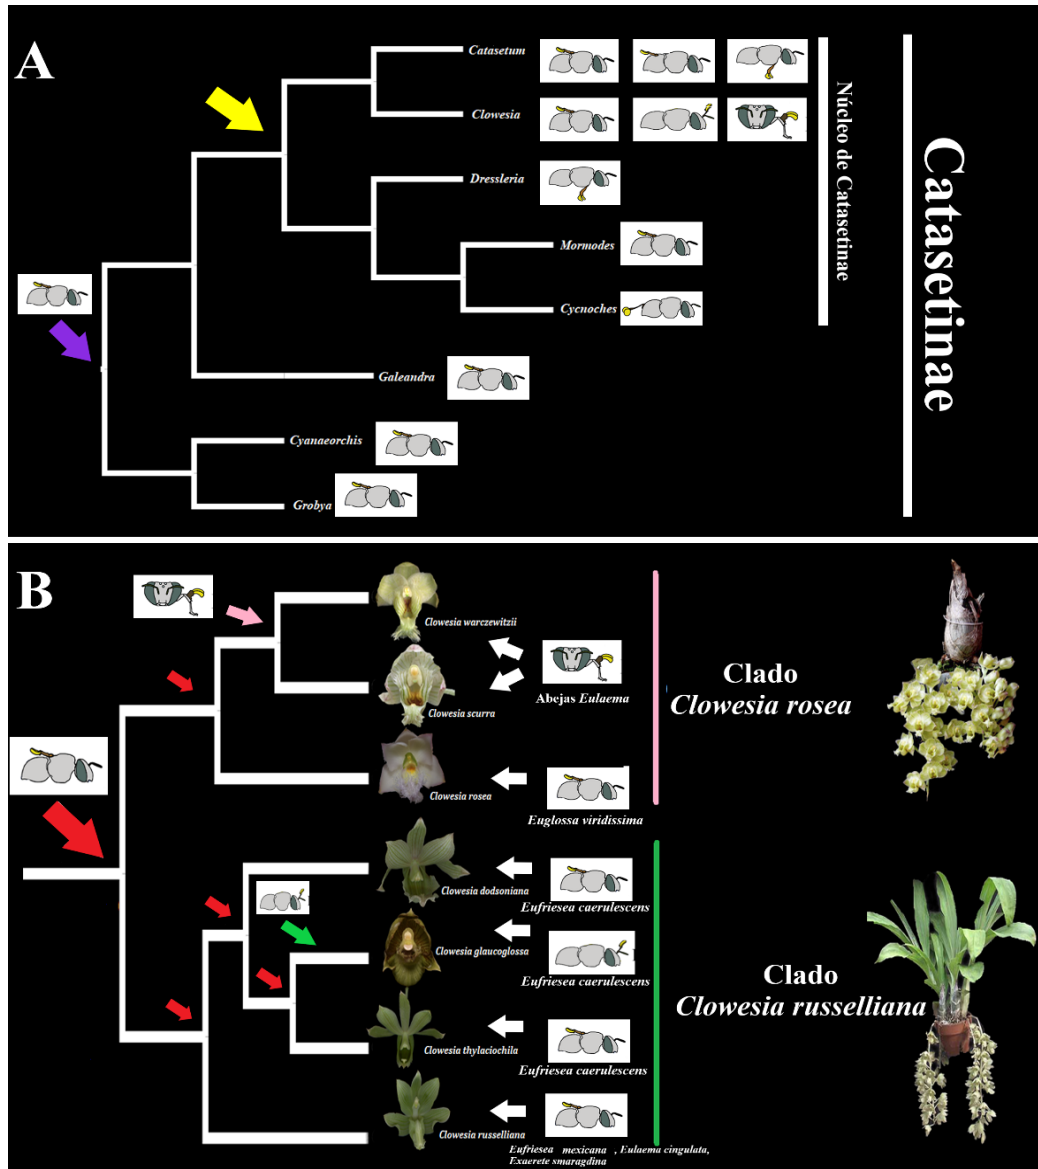 A
Catasetum
Clowesia
Dressleria
Mormodes
Cycnoches
Galeandra
Cyanaeorchis
Grobya
Núcleo de Catasetinae
Catasetinae
B
Clowesia warczewitzii
Clowesia scurra
Abejas Eulaema
Clowesia rosea
Euglossa viridissima
Clado
Clowesia rosea
Clowesia dodsoniana
Eufriesea caerulescens
Clowesia glaucoglossa
Eufriesea caerulescens
Clowesia thylaciochila
Eufriesea caerulescens
Clowesia russelliana
Eufriesea mexicana , Eulaema cingulata,
Exaerete smaragdina
Clado
Clowesia russelliana